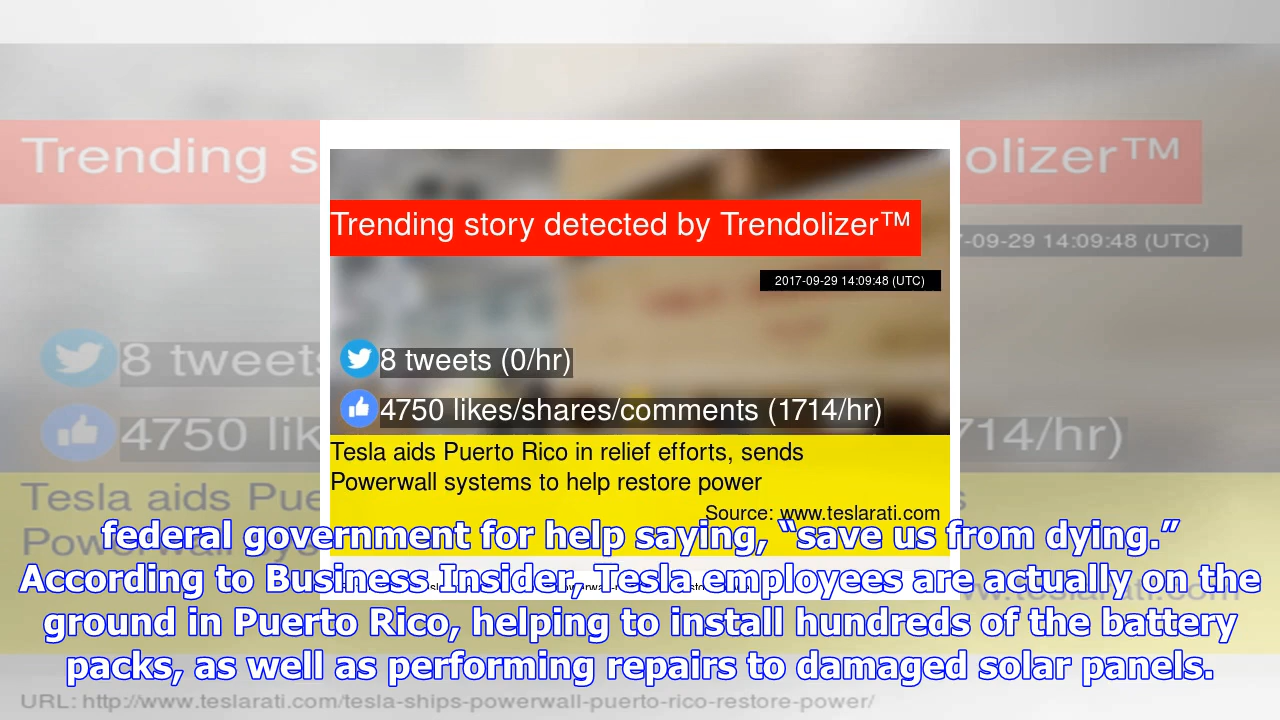 Trending story detected by Trendolizer™
2017-09-29 14:09:48 (UTC)
8 tweets (0/hr)
4750 likes/shares/comments (1714/hr)
Tesla aids Puerto Rico in relief efforts, sends
Powerwall systems to help restore power
Source: www.teslarati.com
federal government for help saying, “save us from dying.”
According to Business Insider, Tesla employees are actually on the
ground in Puerto Rico, helping to install hundreds of the battery
packs, as well as performing repairs to damaged solar panels.
URL: http://www.teslarati.com/tesla-ships-powerwall-puerto-rico-restore-power/